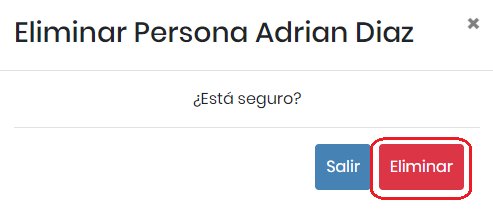 Eliminar Persona Adrian Diaz
×
¿Está seguro?
Salir
Eliminar